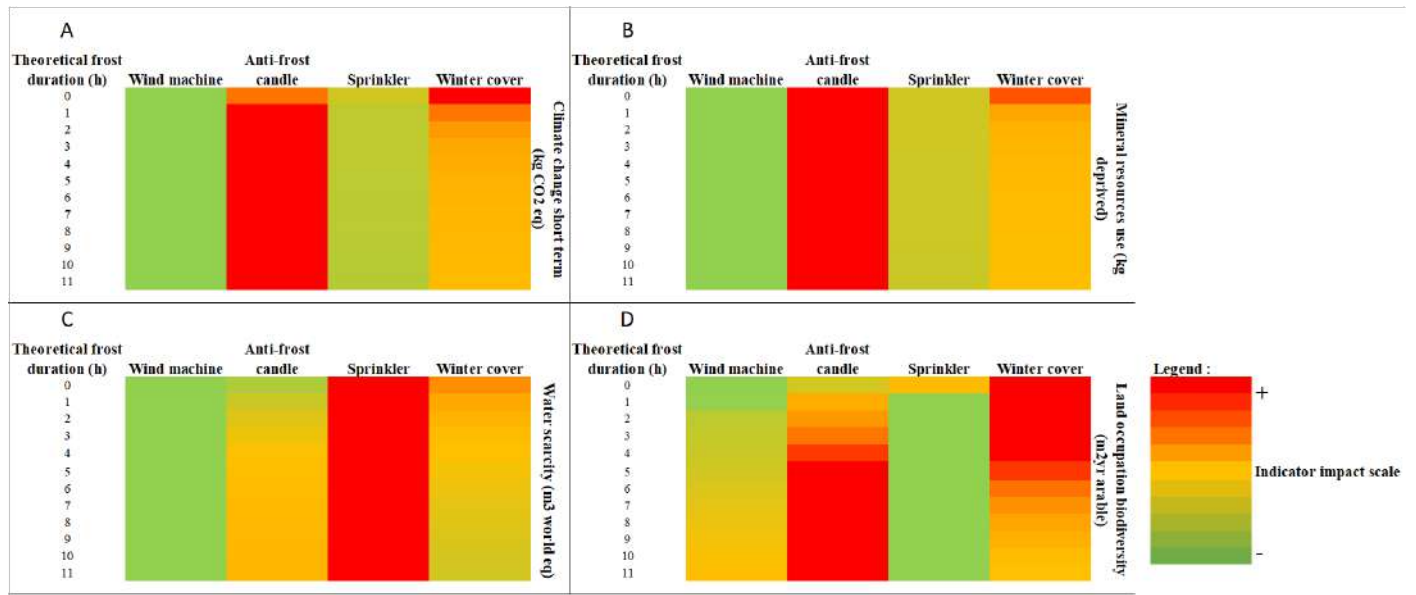 A
Theoretical frost duration (h) Wind machine Anti-frost candle Sprinkler Winter cover
0
1
2
3
4
5
6
7
8
9
10
11
Climate change short term
(kg CO2 eq)
B
Theoretical frost duration (h) Wind machine Anti-frost candle Sprinkler Winter cover
0
1
2
3
4
5
6
7
8
9
10
11
Mineral resources use (kg
deprived)
C
Theoretical frost duration (h) Wind machine Anti-frost candle Sprinkler Winter cover
0
1
2
3
4
5
6
7
8
9
10
11
Water scarcity (m3 world eq)
D
Theoretical frost duration (h) Wind machine Anti-frost candle Sprinkler Winter cover
0
1
2
3
4
5
6
7
8
9
10
11
Land occupation biodiversity
(m2yr arable)
Legend :
+
Indicator impact scale
-